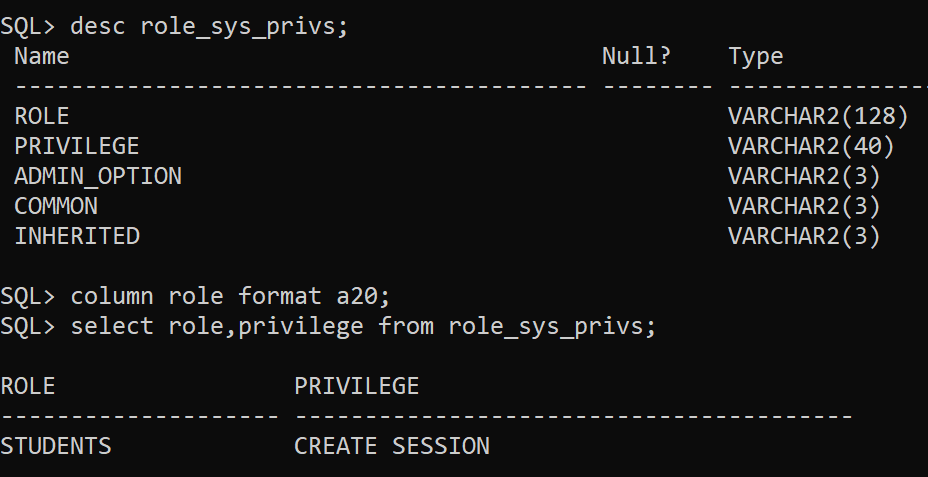 SQL> desc role_sys_privs;
 Name                                      Null?    Type
 ----------------------------------------- -------- ---------------
 ROLE                                               VARCHAR2(128)
 PRIVILEGE                                          VARCHAR2(40)
 ADMIN_OPTION                                       VARCHAR2(3)
 COMMON                                             VARCHAR2(3)
 INHERITED                                          VARCHAR2(3)

SQL> column role format a20;
SQL> select role,privilege from role_sys_privs;

ROLE                 PRIVILEGE
-------------------- ----------------------------------------
STUDENTS             CREATE SESSION